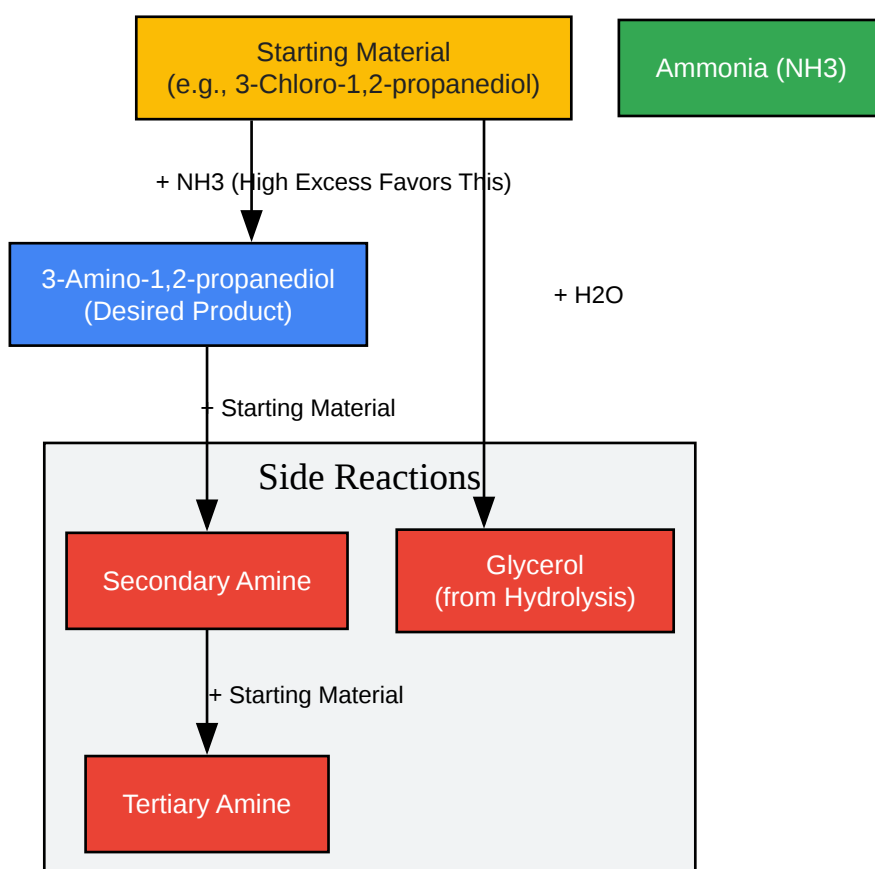 Starting Material
(e.g., 3-Chloro-1,2-propanediol)
Ammonia (NH3)
+ NH3 (High Excess Favors This)
3-Amino-1,2-propanediol
(Desired Product)
+ H2O
+ Starting Material
Side Reactions
Secondary Amine
Glycerol
(from Hydrolysis)
+ Starting Material
Tertiary Amine